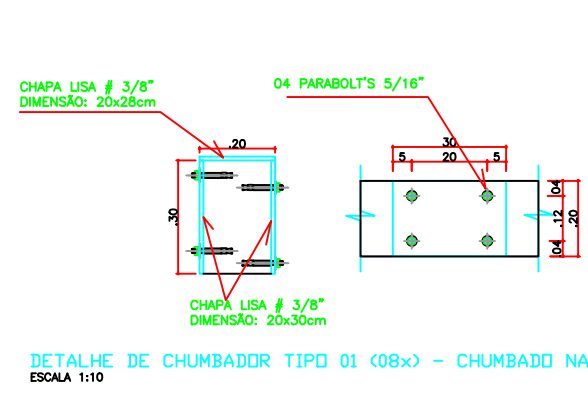 CHAPA LISA # 3/8"
DIMENSÃO: 20x28cm
04 PARABOLT'S 5/16"
.20
.30
30
5 20 5
.04
.12
.20
.04
CHAPA LISA # 3/8"
DIMENSÃO: 20x30cm
DETALHE DE CHUMBADOR TIPO 01 (08x) - CHUMBADO NA
ESCALA 1:10